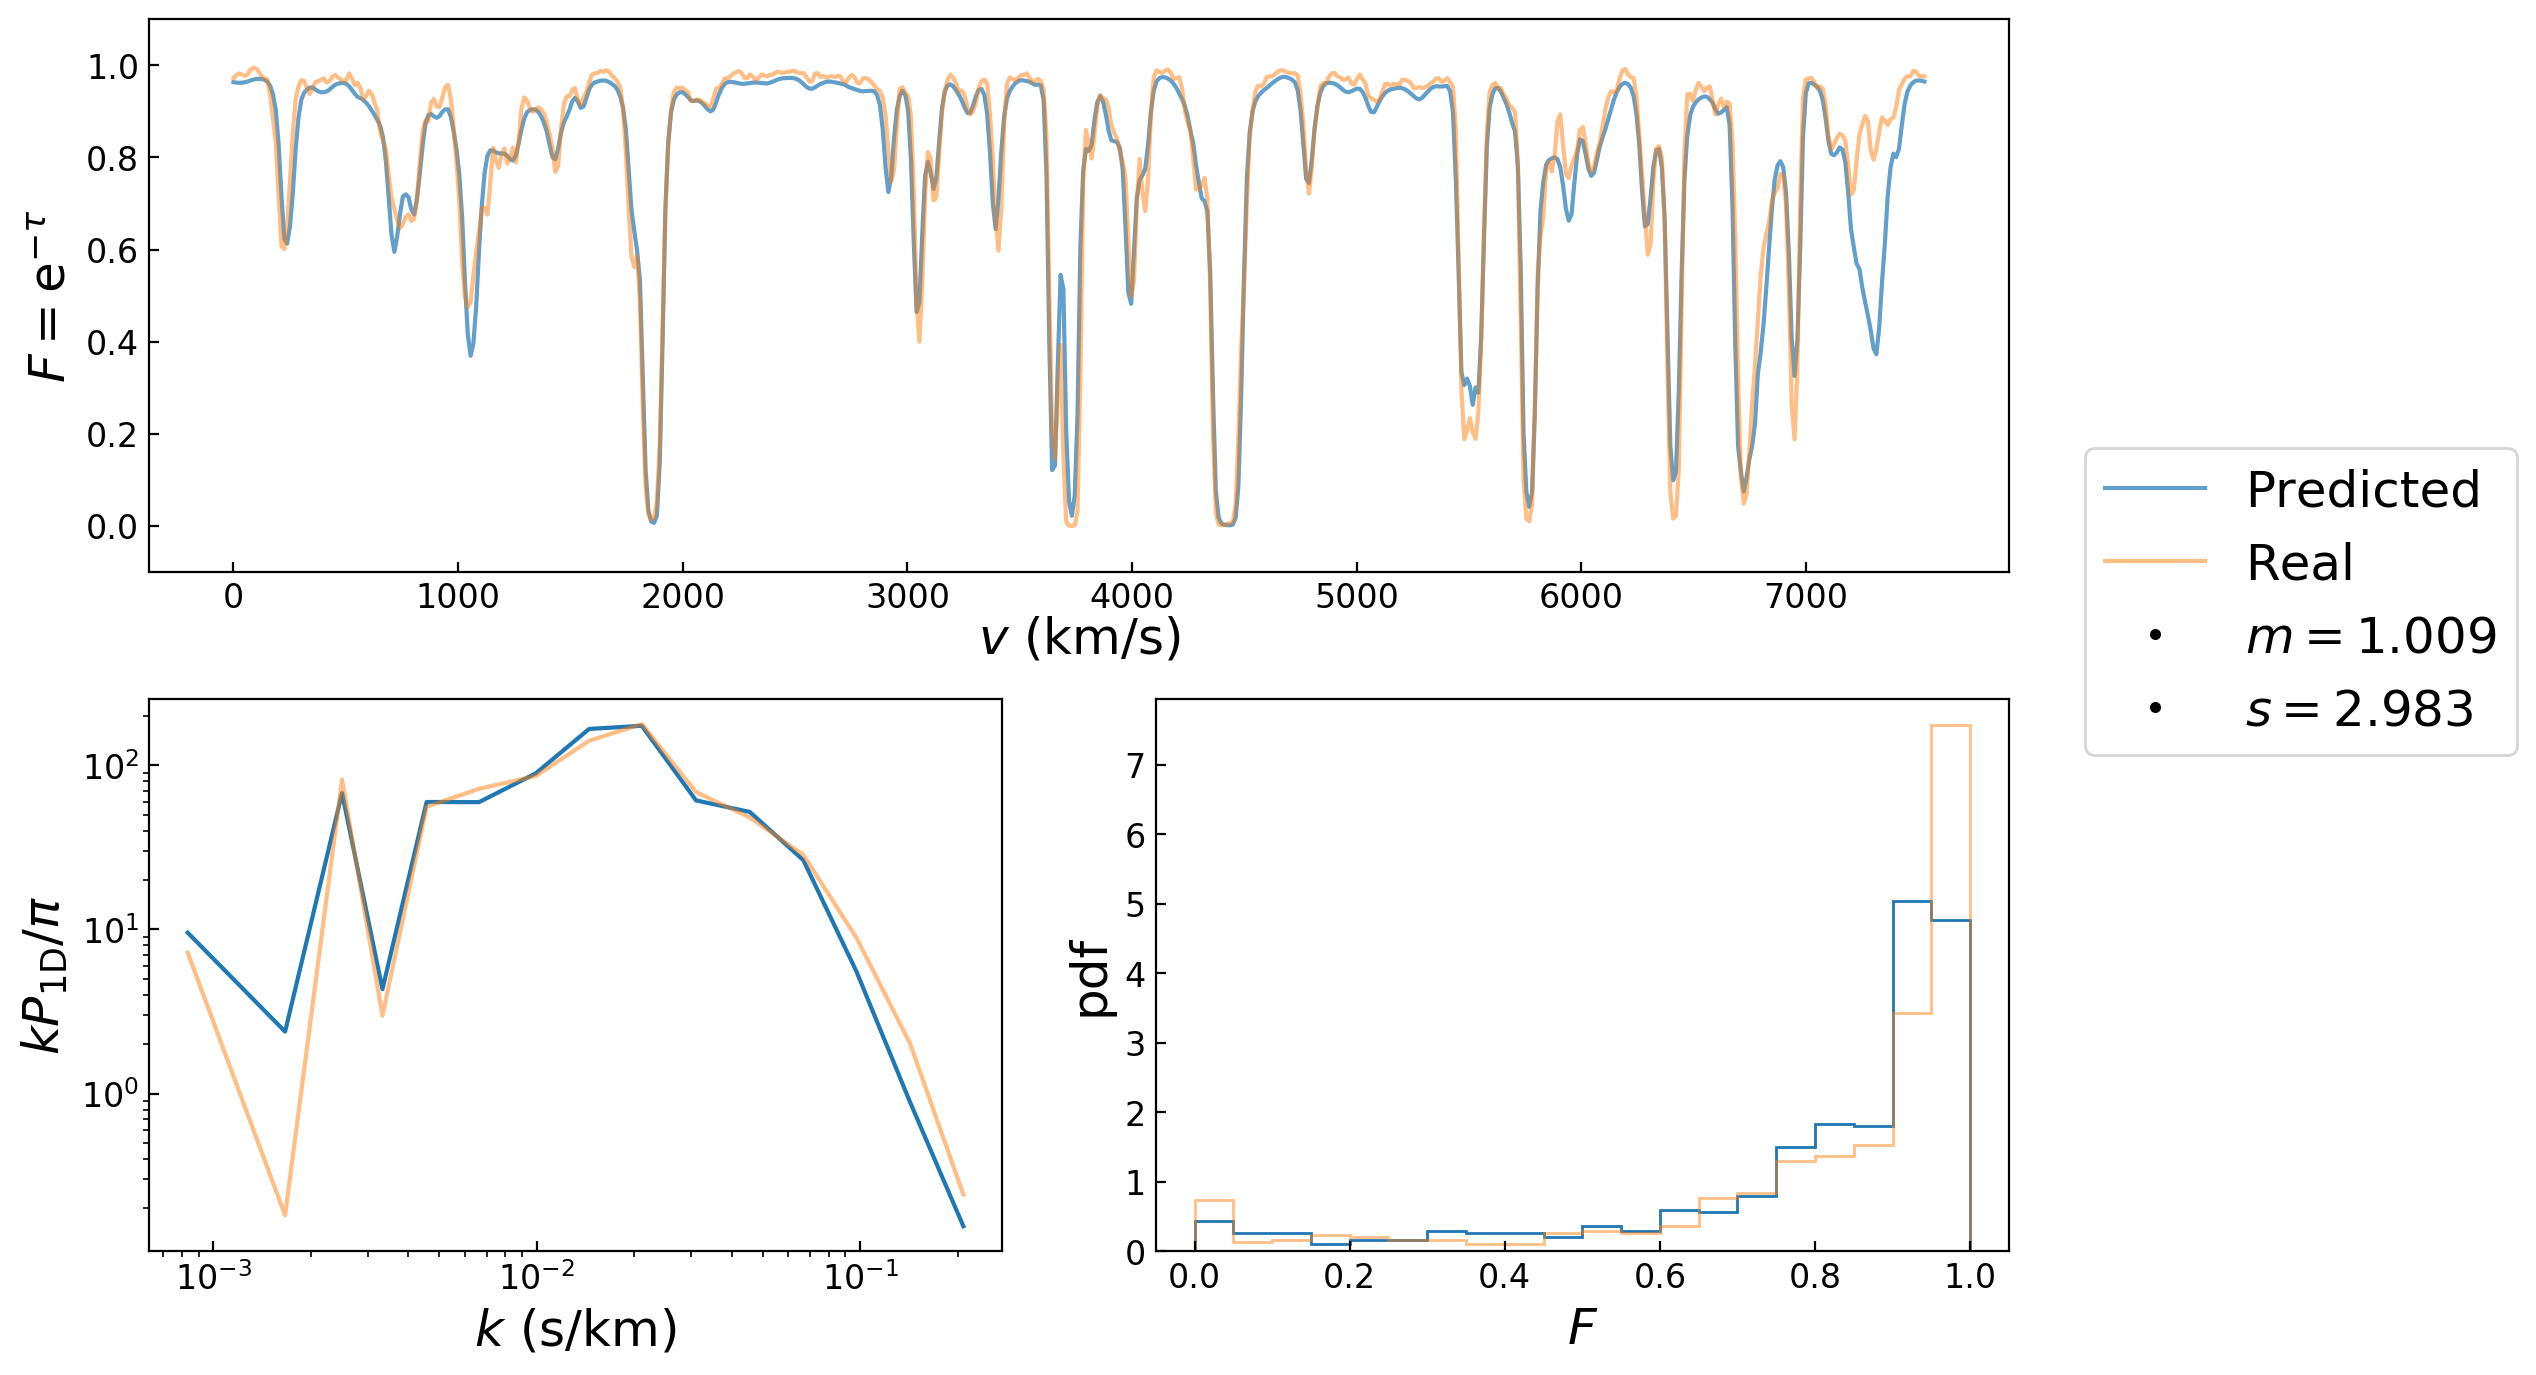 1.0
0.8
0.6
0.4
0.2
0.0
F = e^{-τ}
0 1000 2000 3000 4000 5000 6000 7000
v (km/s)
Predicted
Real
m = 1.009
s = 2.983
10^2
10^1
10^0
kP_{1D}/π
10^{-3} 10^{-2} 10^{-1}
k (s/km)
7
6
5
4
3
2
1
0
pdf
0.0 0.2 0.4 0.6 0.8 1.0
F